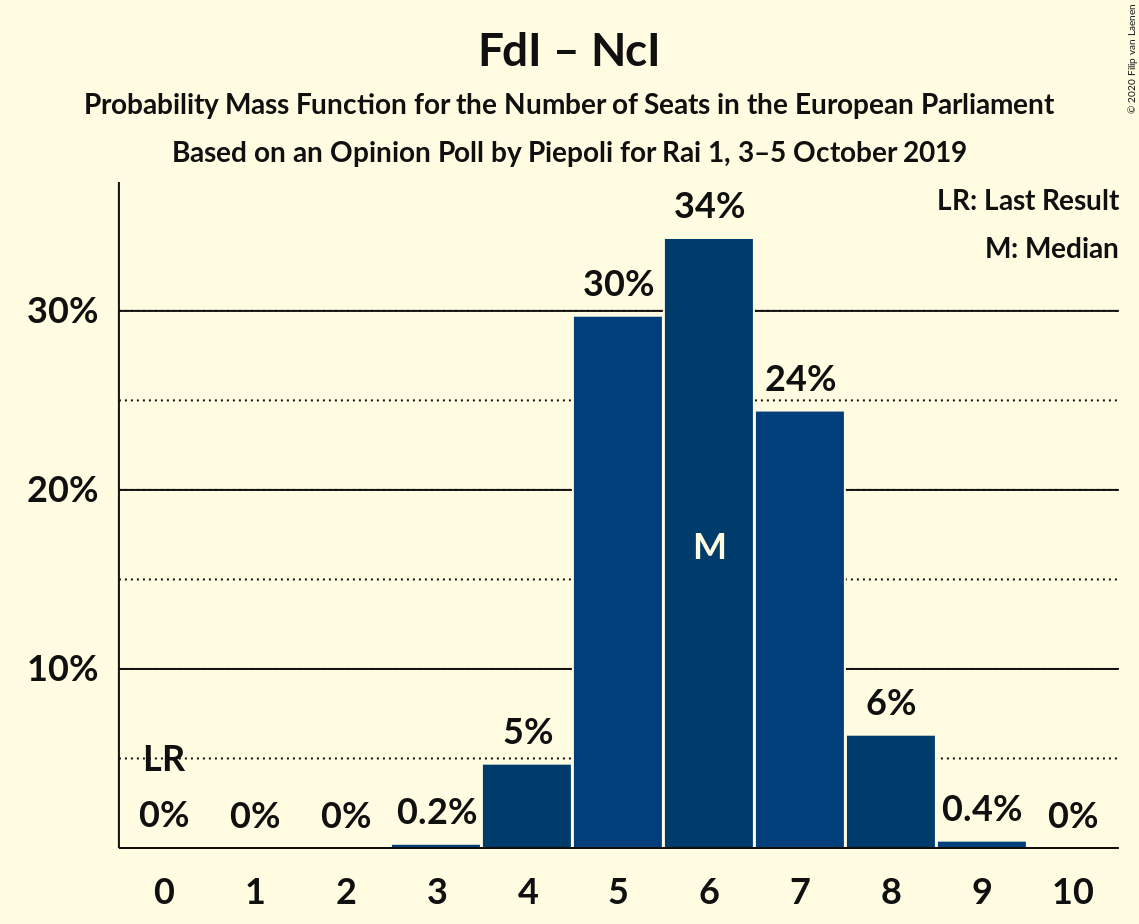 FdI – NcI
Probability Mass Function for the Number of Seats in the European Parliament
Based on an Opinion Poll by Piepoli for Rai 1, 3–5 October 2019
© 2020 Filip van Laenen
LR: Last Result
M: Median
34%
30%
30%
24%
20%
M
10%
6%
5%
LR
0%
0%
0%
0.2%
0.4%
0%
0 1 2 3 4 5 6 7 8 9 10